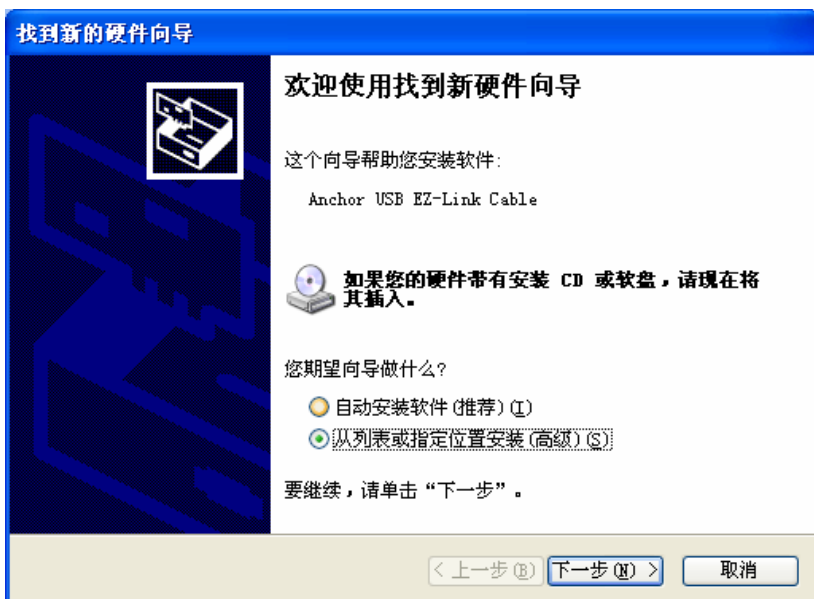 找到新的硬件向导
欢迎使用找到新硬件向导
这个向导帮助您安装软件:
Anchor USB EZ-Link Cable
如果您的硬件带有安装 CD 或软盘，请现在将
其插入。
您期望向导做什么?
自动安装软件(推荐)(I)
从列表或指定位置安装(高级)(S)
要继续，请单击“下一步”。
< 上一步(B)
下一步(N) >
取消